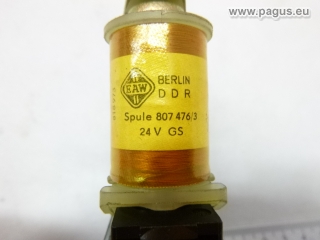 © www.pagus.eu
EAW
BERLIN
DDR
Spule 807 476/3
24 V GS